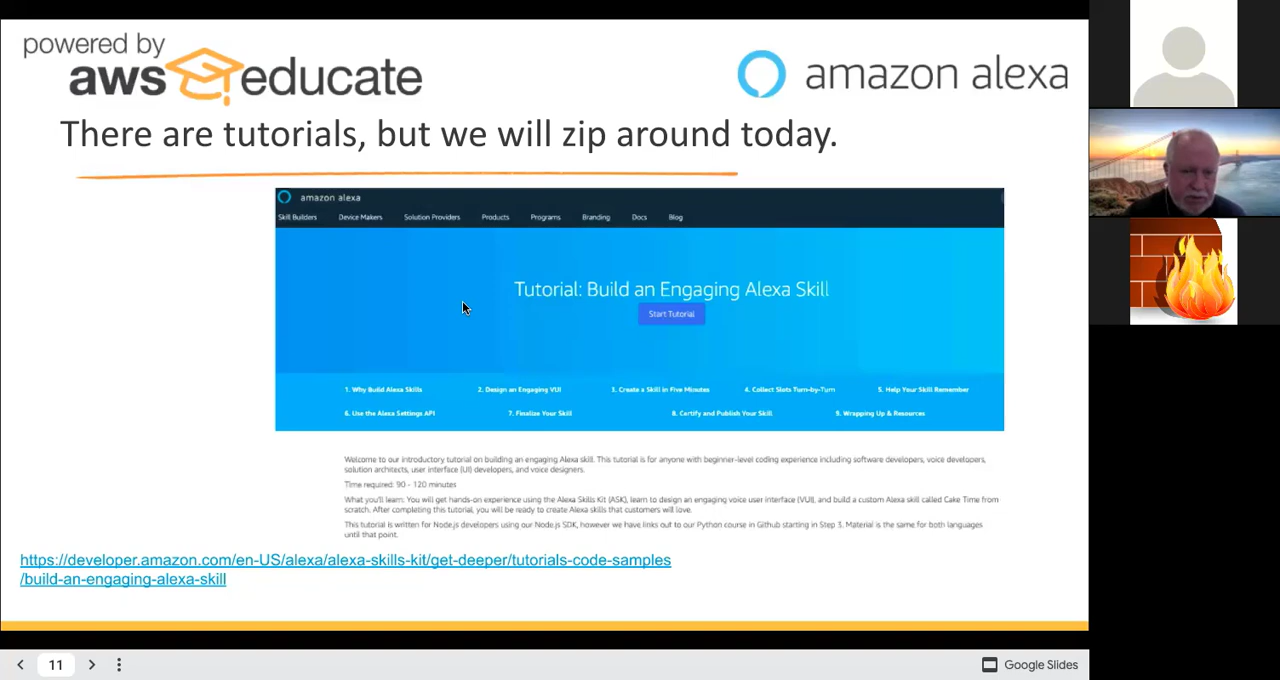 powered by
aws educate
amazon alexa
There are tutorials, but we will zip around today.
amazon alexa
Skill Builders Device Makers Solution Providers Products Programs Branding Docs Blog
Tutorial: Build an Engaging Alexa Skill
Start Tutorial
1. Why Build Alexa Skills 2. Design an Engaging VUI 3. Create a Skill in Five Minutes 4. Collect Slots Turn-by-Turn 5. Help Your Skill Remember
6. Use the Alexa Settings API 7. Finalize Your Skill 8. Certify and Publish Your Skill 9. Wrapping Up & Resources
Welcome to our introductory tutorial on building an engaging Alexa skill. This tutorial is for anyone with beginner-level coding experience including software developers, voice developers,
solution architects, user interface (UI) developers, and voice designers.
Time required: 90 - 120 minutes
What you'll learn: You will get hands-on experience using the Alexa Skills Kit (ASK), learn to design an engaging voice user interface (VUI), and build a custom Alexa skill called Cake Time from
scratch. After completing this tutorial, you will be ready to create Alexa skills that customers will love.
This tutorial is written for Node.js developers using our Node.js SDK, however we have links out to our Python course in Github starting in Step 3. Material is the same for both languages
until that point.
https://developer.amazon.com/en-US/alexa/alexa-skills-kit/get-deeper/tutorials-code-samples
/build-an-engaging-alexa-skill
11
Google Slides